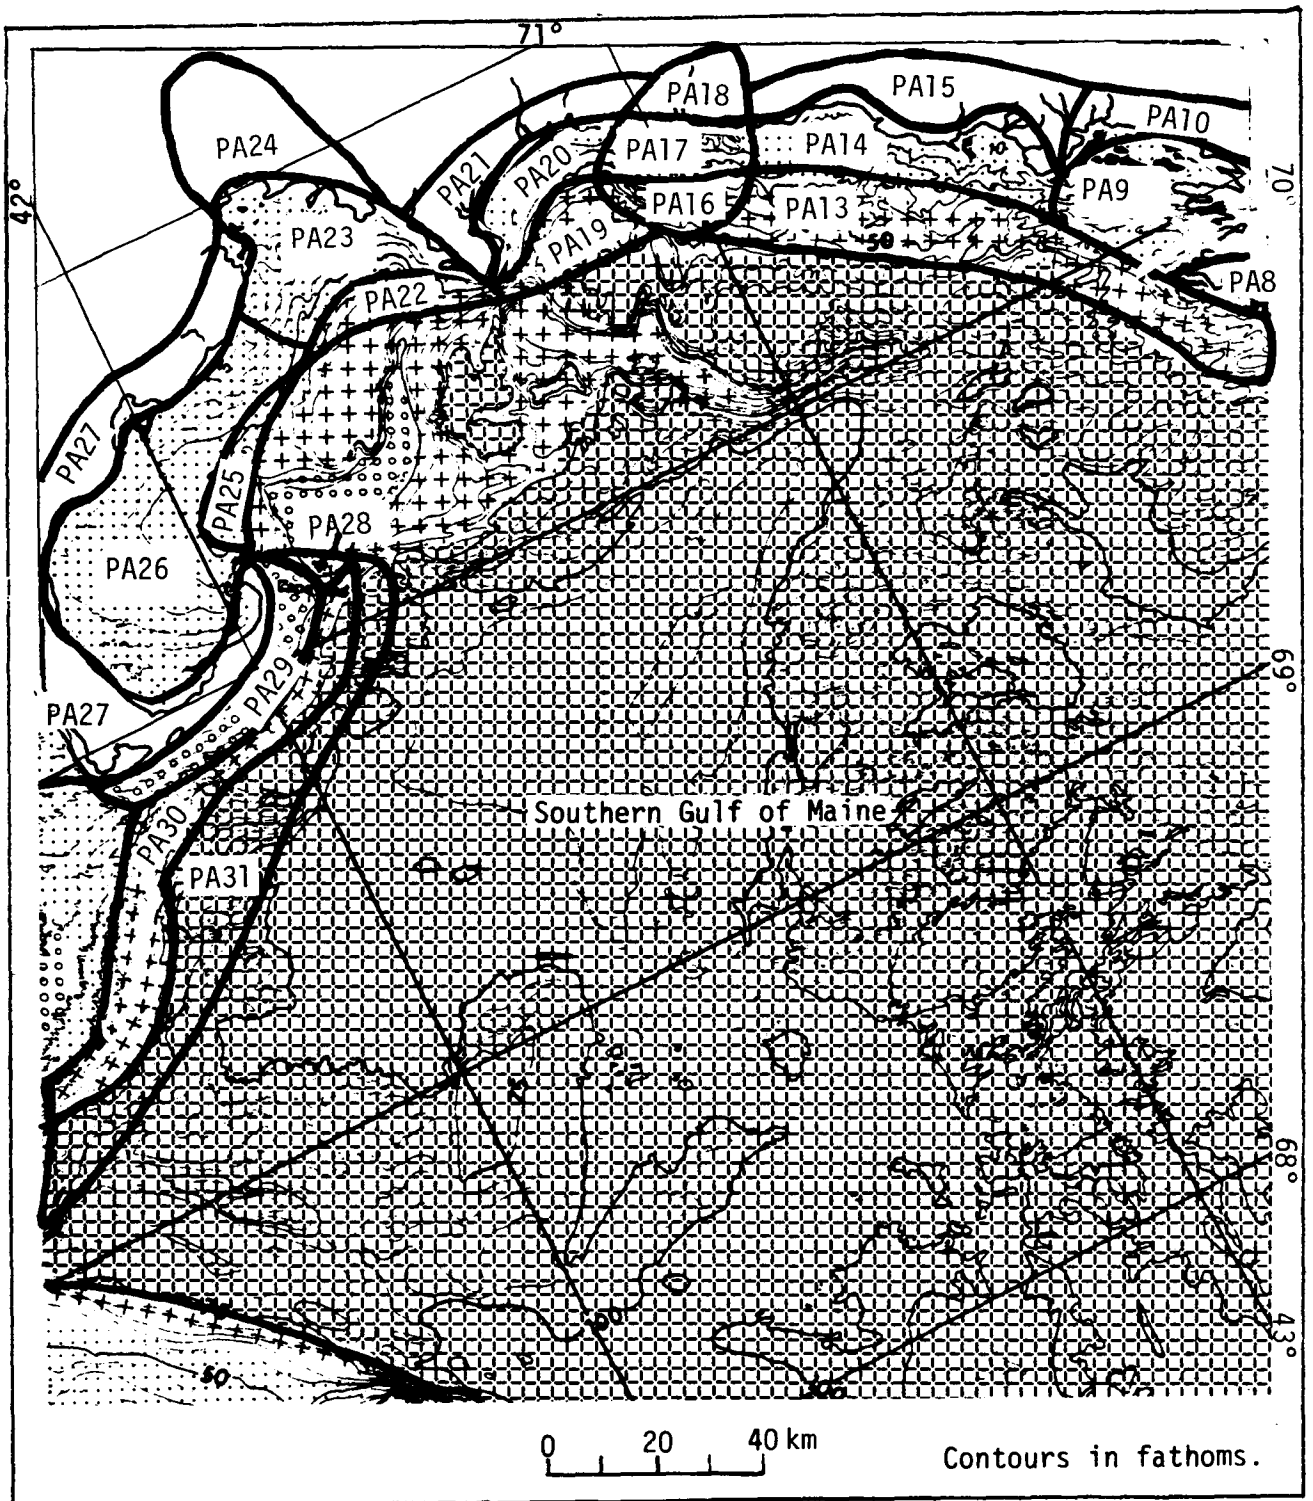 71°
PA18
PA15
PA10
PA24
PA21
PA20
PA17
PA14
PA9
70°
42°
PA23
PA19
PA16
PA13
50
PA8
PA22
PA27
PA25
PA28
PA26
PA29
69°
PA27
Southern Gulf of Maine
PA30
PA31
68°
43°
50
0 20 40 km
Contours in fathoms.